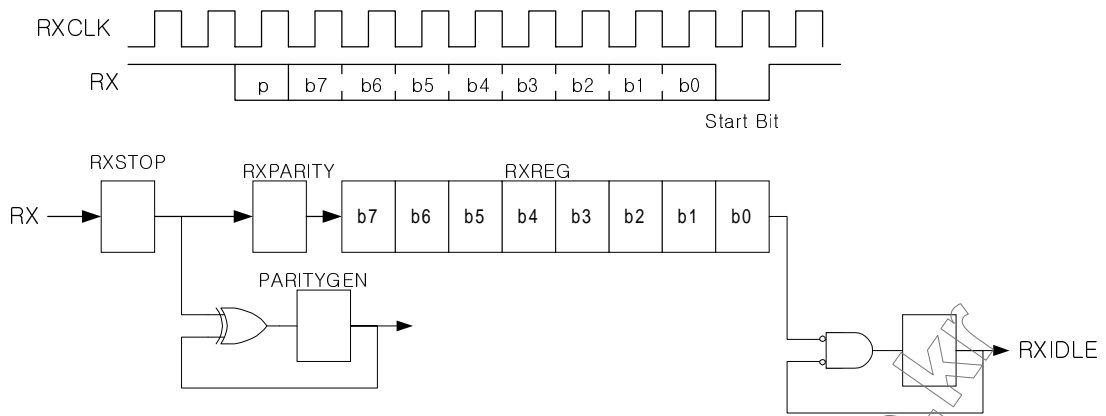 RXCLK
RX
p b7 b6 b5 b4 b3 b2 b1 b0
Start Bit
RXSTOP
RXPARITY
RXREG
RX
b7 b6 b5 b4 b3 b2 b1 b0
PARITYGEN
RXIDLE